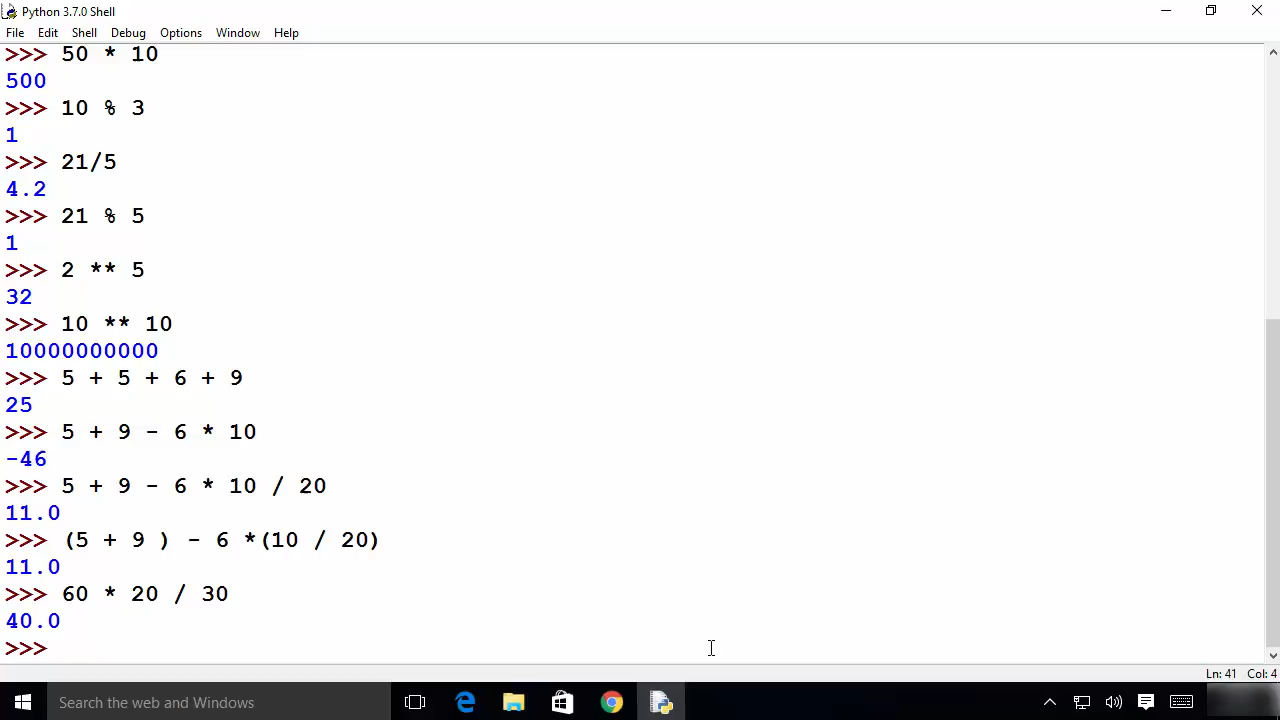 Python 3.7.0 Shell
File Edit Shell Debug Options Window Help
>>> 50 * 10
500
>>> 10 % 3
1
>>> 21/5
4.2
>>> 21 % 5
1
>>> 2 ** 5
32
>>> 10 ** 10
10000000000
>>> 5 + 5 + 6 + 9
25
>>> 5 + 9 - 6 * 10
-46
>>> 5 + 9 - 6 * 10 / 20
11.0
>>> (5 + 9 ) - 6 *(10 / 20)
11.0
>>> 60 * 20 / 30
40.0
>>>
Ln: 41 Col: 4
Search the web and Windows